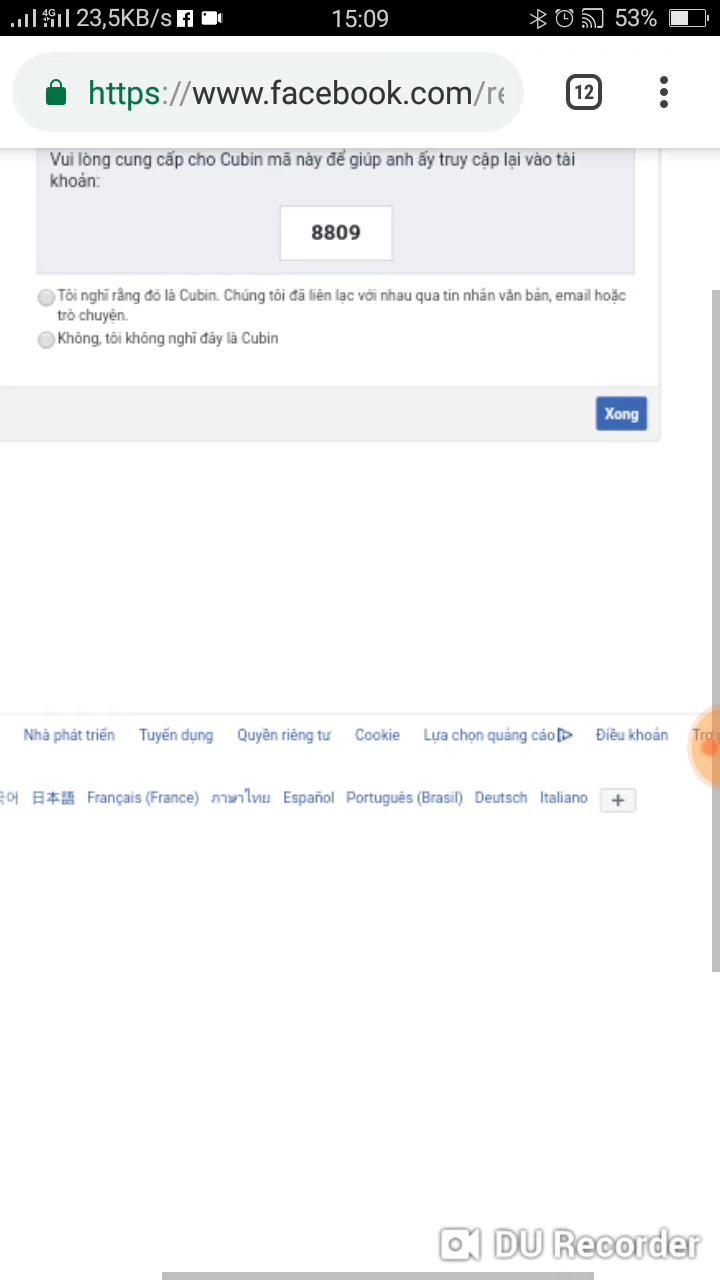 23,5KB/s 15:09 53%
https://www.facebook.com/re
12
Vui lòng cung cấp cho Cubin mã này để giúp anh ấy truy cập lại vào tài
khoản:
8809
Tôi nghĩ rằng đó là Cubin. Chúng tôi đã liên lạc với nhau qua tin nhắn văn bản, email hoặc
trò chuyện.
Không, tôi không nghĩ đây là Cubin
Xong
Nhà phát triển Tuyển dụng Quyền riêng tư Cookie Lựa chọn quảng cáo Điều khoản
日本語 Français (France) ภาษาไทย Español Português (Brasil) Deutsch Italiano +
DU Recorder